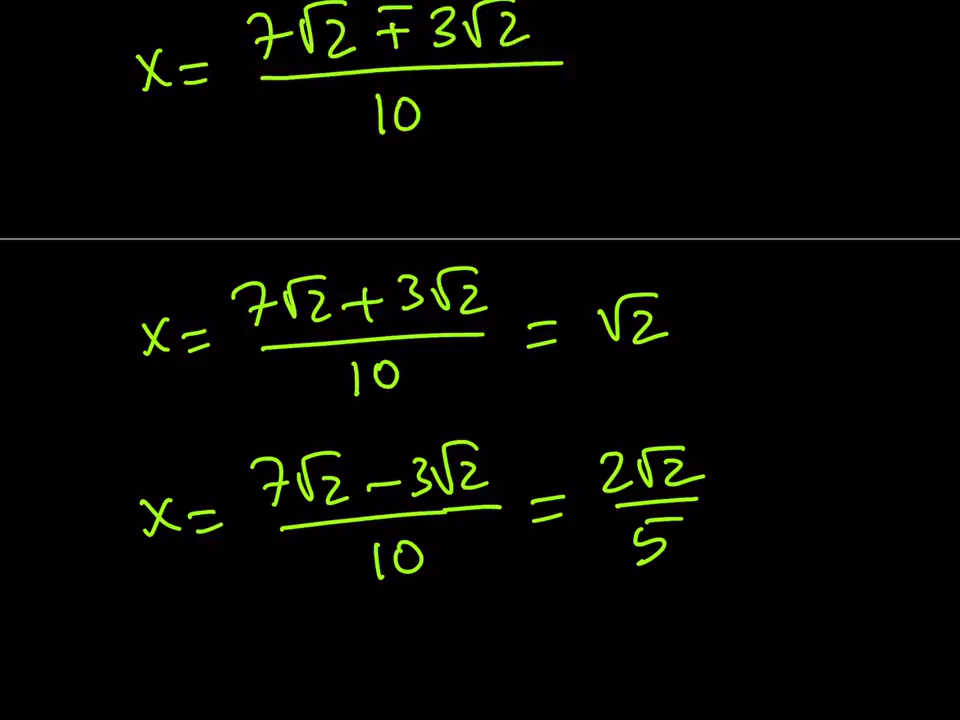 x = 7√2 ∓ 3√2 / 10
x = 7√2 + 3√2 / 10 = √2
x = 7√2 − 3√2 / 10 = 2√2 / 5